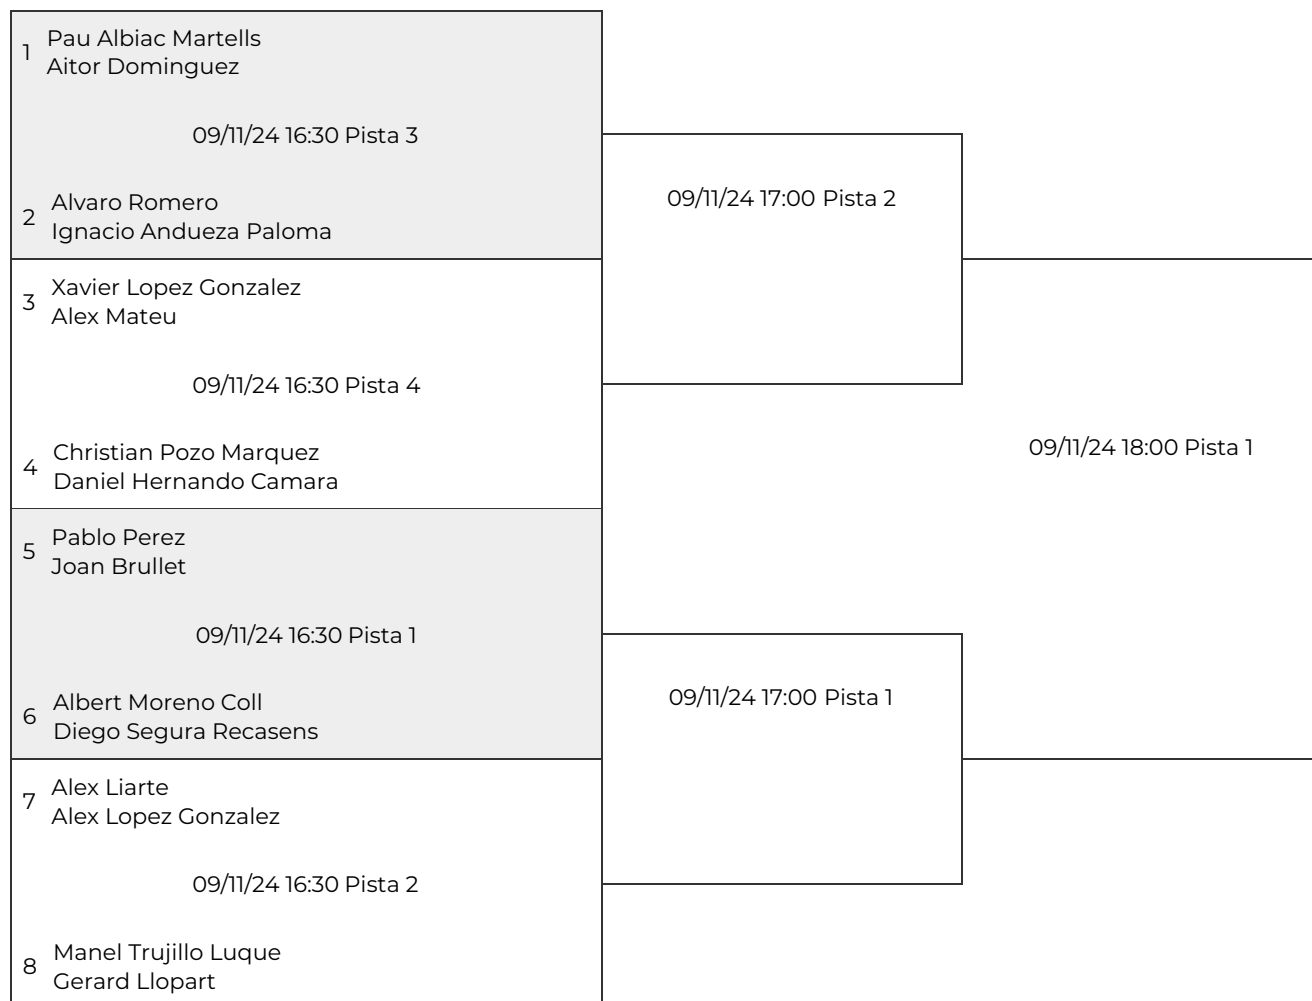 1
Pau Albiac Martells
Aitor Dominguez
09/11/24 16:30 Pista 3
2
Alvaro Romero
Ignacio Andueza Paloma
3
Xavier Lopez Gonzalez
Alex Mateu
09/11/24 16:30 Pista 4
4
Christian Pozo Marquez
Daniel Hernando Camara
5
Pablo Perez
Joan Brullet
09/11/24 16:30 Pista 1
6
Albert Moreno Coll
Diego Segura Recasens
7
Alex Liarte
Alex Lopez Gonzalez
09/11/24 16:30 Pista 2
8
Manel Trujillo Luque
Gerard Llopart
09/11/24 17:00 Pista 2
09/11/24 17:00 Pista 1
09/11/24 18:00 Pista 1